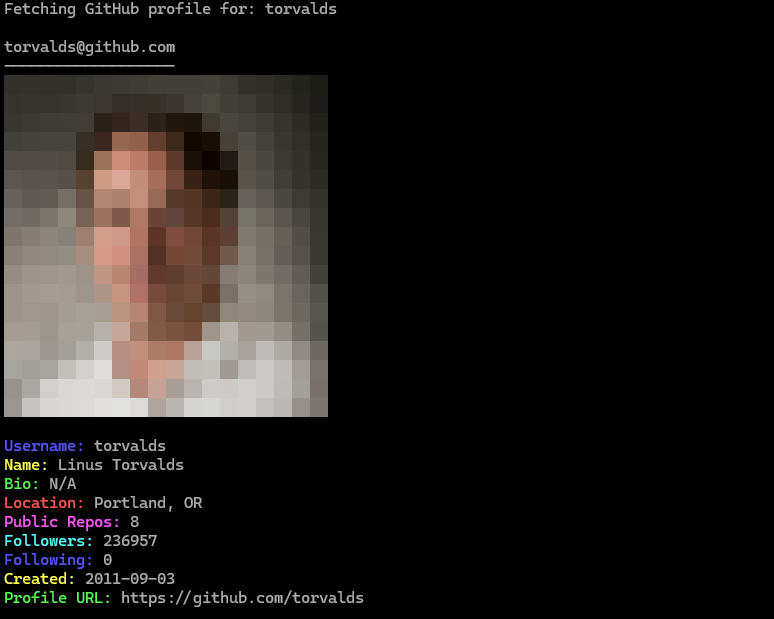 Fetching GitHub profile for: torvalds
torvalds@github.com
-------------------
Username: torvalds
Name: Linus Torvalds
Bio: N/A
Location: Portland, OR
Public Repos: 8
Followers: 236957
Following: 0
Created: 2011-09-03
Profile URL: https://github.com/torvalds